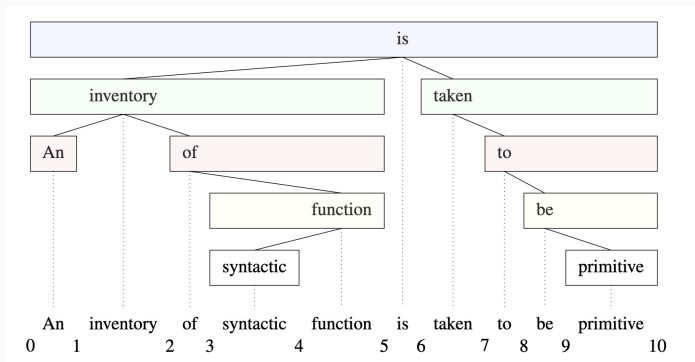 is
inventory taken
An of to
function be
syntactic primitive
An inventory of syntactic function is taken to be primitive
0 1 2 3 4 5 6 7 8 9 10